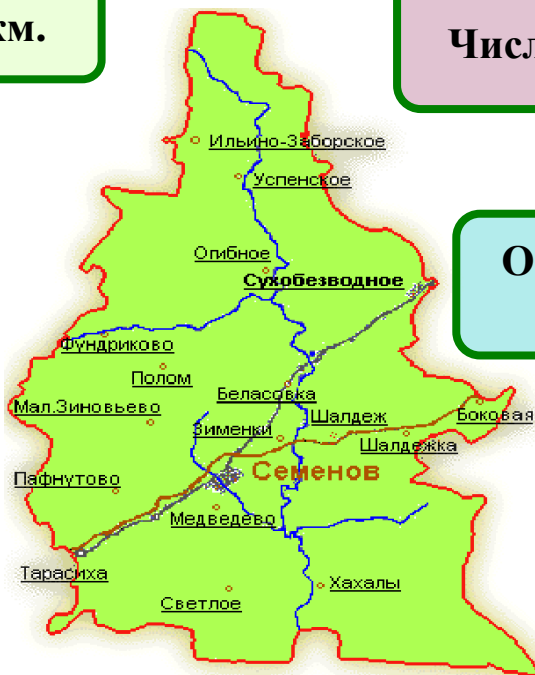 км.
Числ
О
Ильино-Заборское
Успенское
Огибное
Сухобезводное
Фундриково
Полом
Беласовка
Мал.Зиновьево
Шалдеж
Боковая
Зименки
Шалдежка
Семенов
Пафнутово
Медведево
Тарасиха
Хахалы
Светлое